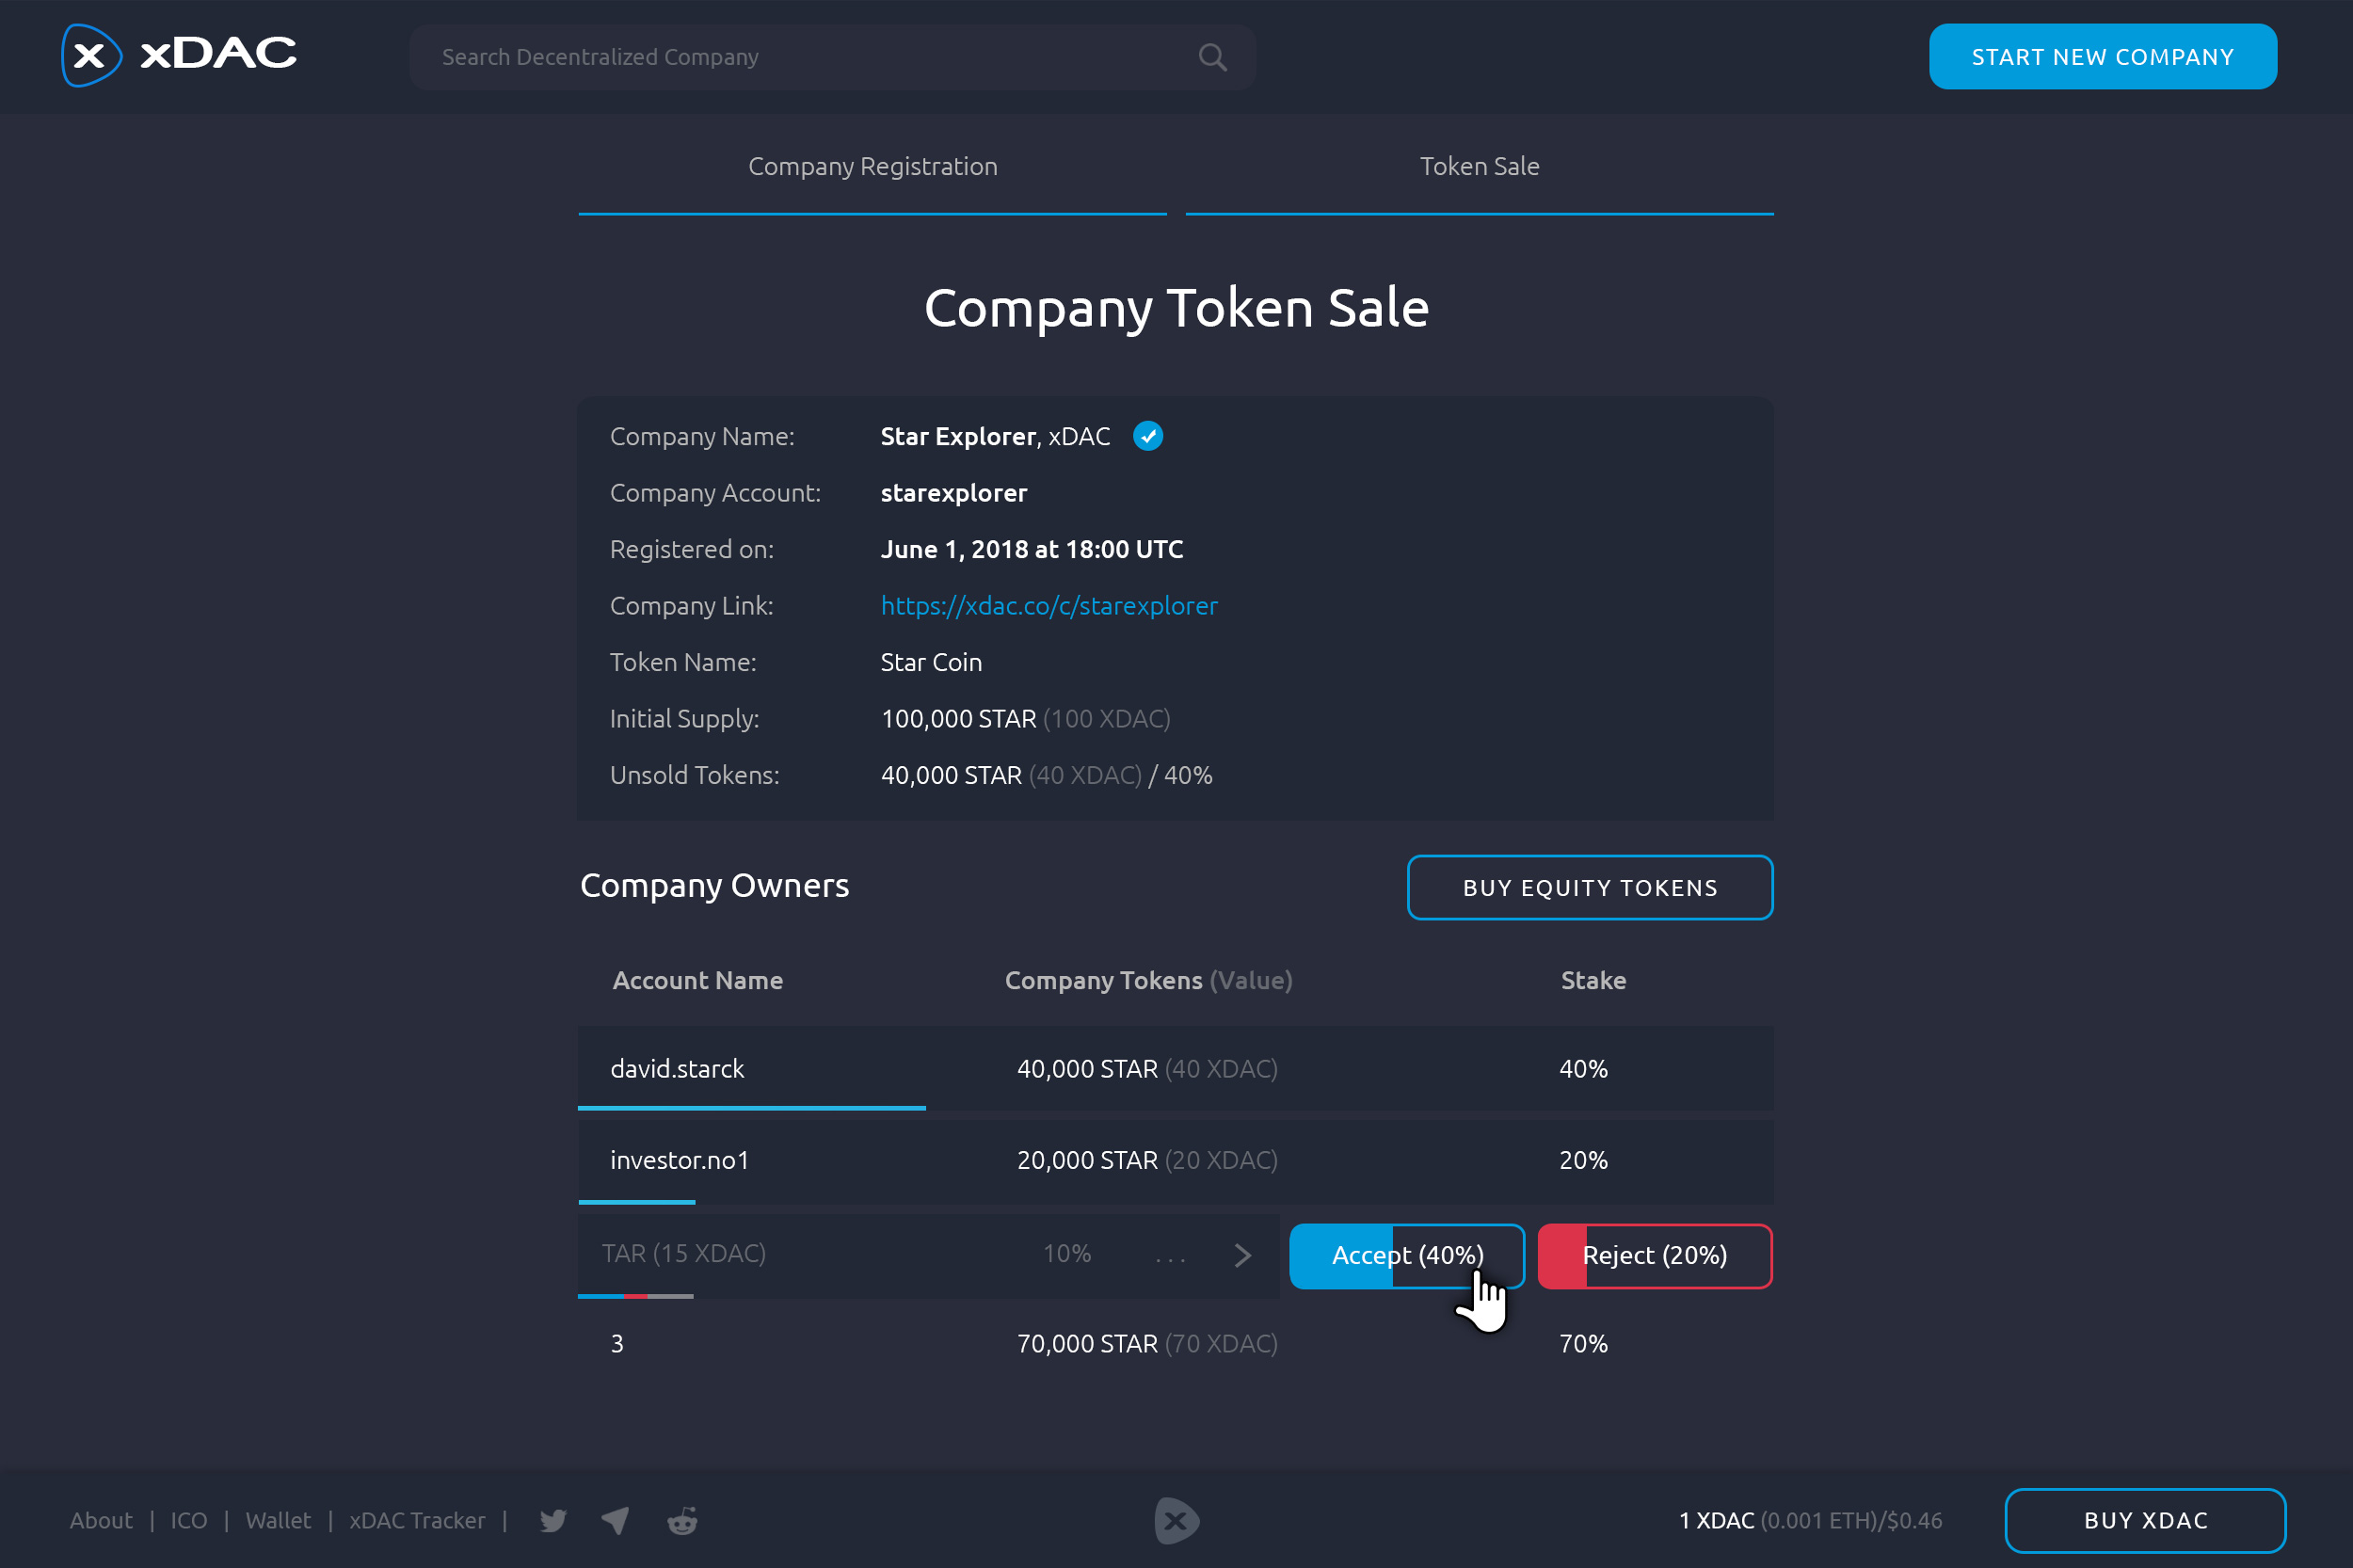 xDAC
Search Decentralized Company
START NEW COMPANY
Company Registration
Token Sale
Company Token Sale
Company Name: Star Explorer, xDAC
Company Account: starexplorer
Registered on: June 1, 2018 at 18:00 UTC
Company Link: https://xdac.co/c/starexplorer
Token Name: Star Coin
Initial Supply: 100,000 STAR (100 XDAC)
Unsold Tokens: 40,000 STAR (40 XDAC) / 40%
Company Owners
BUY EQUITY TOKENS
Account Name Company Tokens (Value) Stake
david.starck 40,000 STAR (40 XDAC) 40%
investor.no1 20,000 STAR (20 XDAC) 20%
TAR (15 XDAC) 10% ... Accept (40%) Reject (20%)
3 70,000 STAR (70 XDAC) 70%
About | ICO | Wallet | xDAC Tracker |
1 XDAC (0.001 ETH)/$0.46
BUY XDAC